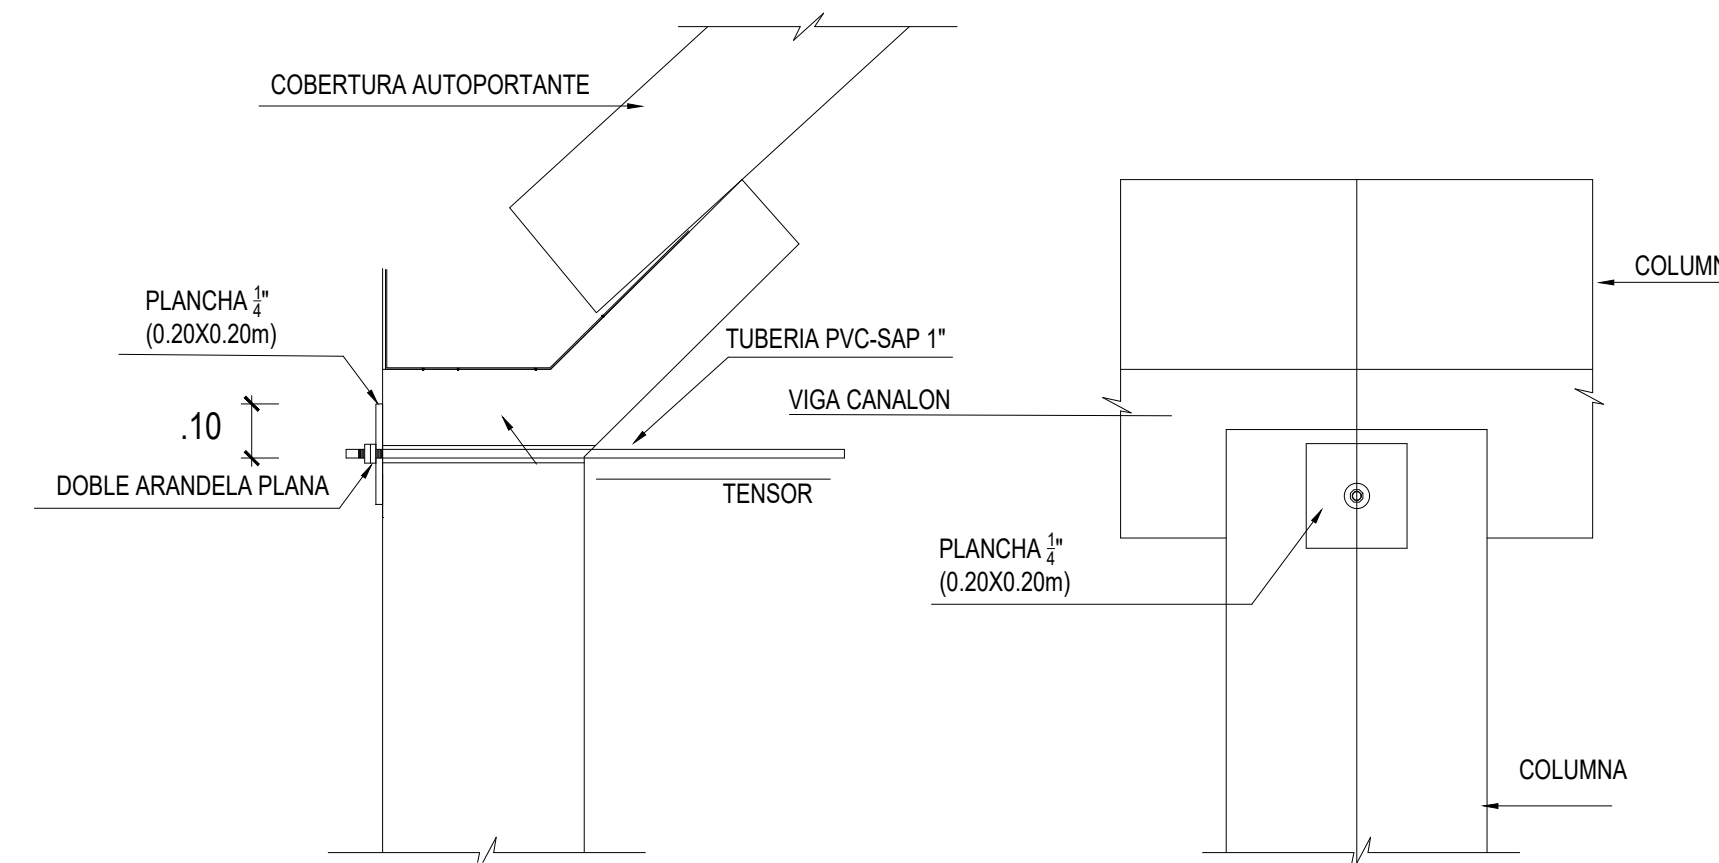 COBERTURA AUTOPORTANTE
PLANCHA 1/4"
(0.20X0.20m)
.10
DOBLE ARANDELA PLANA
TUBERIA PVC-SAP 1"
TENSOR
VIGA CANALON
COLUMN
PLANCHA 1/4"
(0.20X0.20m)
COLUMNA